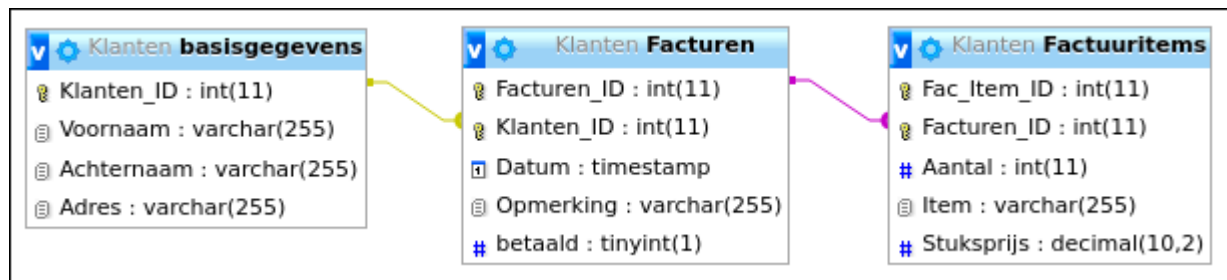 Klanten basisgegevens
Klanten_ID : int(11)
Voornaam : varchar(255)
Achternaam : varchar(255)
Adres : varchar(255)
Klanten Facturen
Facturen_ID : int(11)
Klanten_ID : int(11)
Datum : timestamp
Opmerking : varchar(255)
# betaald : tinyint(1)
Klanten Factuuritems
Fac_Item_ID : int(11)
Facturen_ID : int(11)
# Aantal : int(11)
Item : varchar(255)
# Stuksprijs : decimal(10,2)